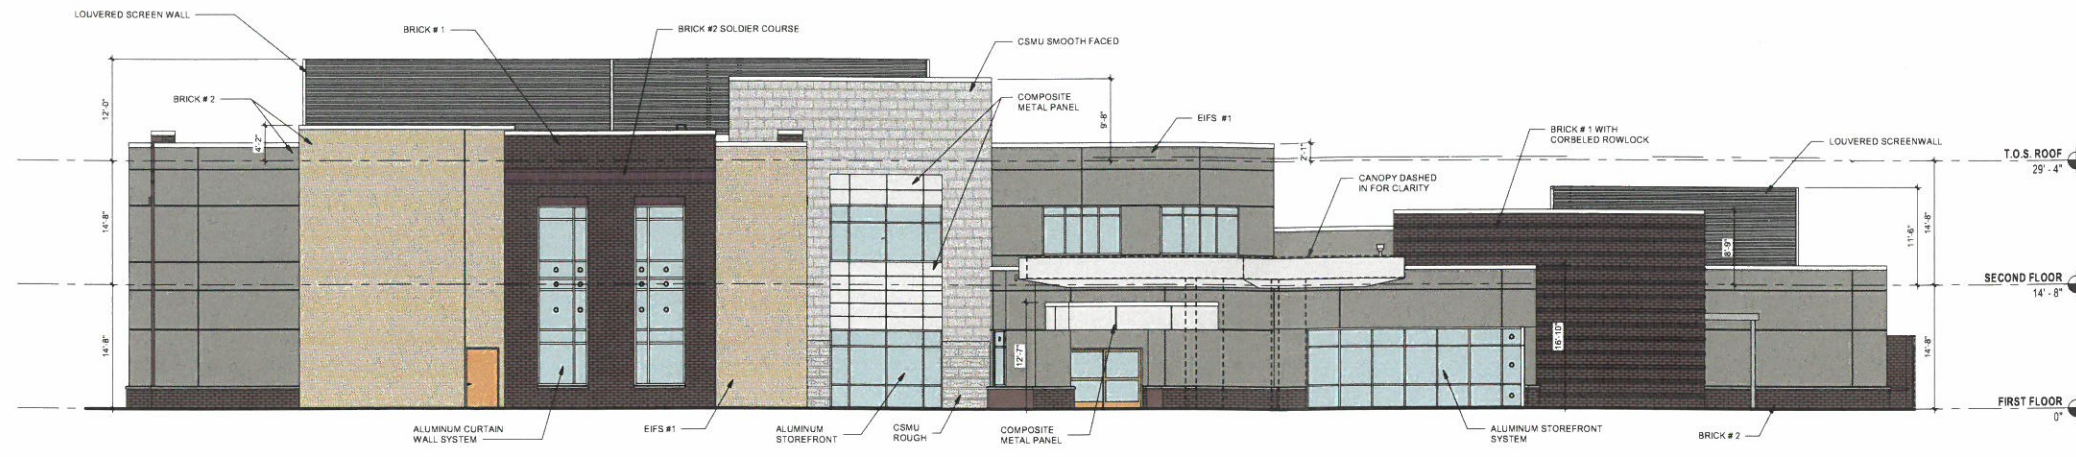 LOUVERED SCREEN WALL
BRICK # 1
BRICK #2 SOLDIER COURSE
CSMU SMOOTH FACED
BRICK # 2
COMPOSITE
METAL PANEL
EIFS #1
BRICK # 1 WITH
CORBELED ROWLOCK
LOUVERED SCREENWALL
CANOPY DASHED
IN FOR CLARITY
T.O.S. ROOF
29' - 4"
SECOND FLOOR
14' - 8"
FIRST FLOOR
0"
12'-0"
4'-2"
14'-8"
14'-8"
9'-8"
2'-11"
12'-7"
16'-10"
8'-9"
11'-6"
14'-8"
14'-8"
ALUMINUM CURTAIN
WALL SYSTEM
EIFS #1
ALUMINUM
STOREFRONT
CSMU
ROUGH
COMPOSITE
METAL PANEL
ALUMINUM STOREFRONT
SYSTEM
BRICK # 2